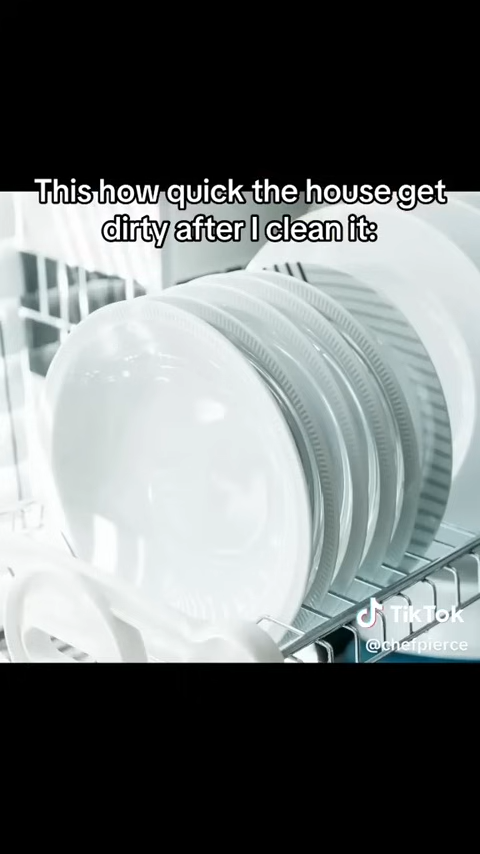 This how quick the house get
dirty after I clean it:
TikTok
@chefpierce